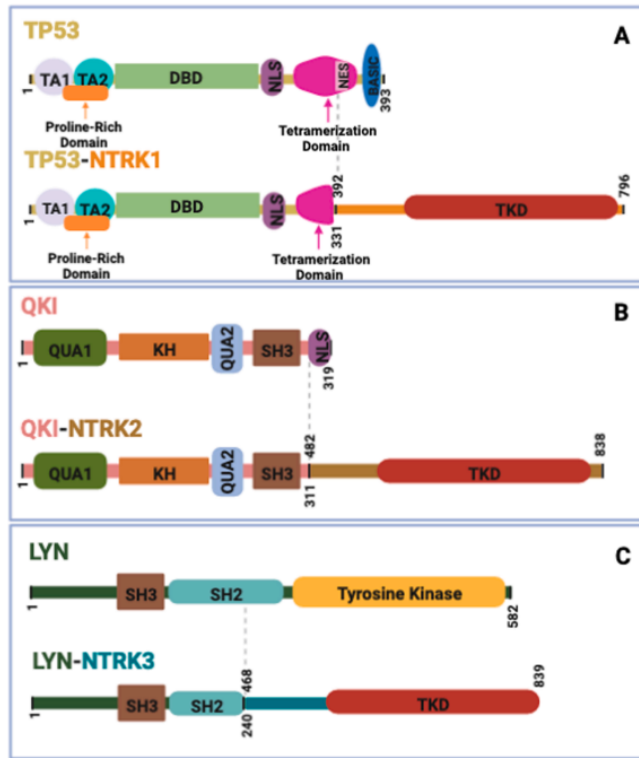 TP53
A
TA1 TA2 DBD NLS NES BASIC
1 393
Proline-Rich
Domain
Tetramerization
Domain
TP53-NTRK1
392 796
TA1 TA2 DBD NLS TKD
1 331
Proline-Rich
Domain
Tetramerization
Domain
QKI
B
QUA1 KH QUA2 SH3 NLS
1 319
QKI-NTRK2
482 838
QUA1 KH QUA2 SH3 TKD
1 311
LYN
C
SH3 SH2 Tyrosine Kinase
1 582
LYN-NTRK3
468 839
SH3 SH2 TKD
1 240